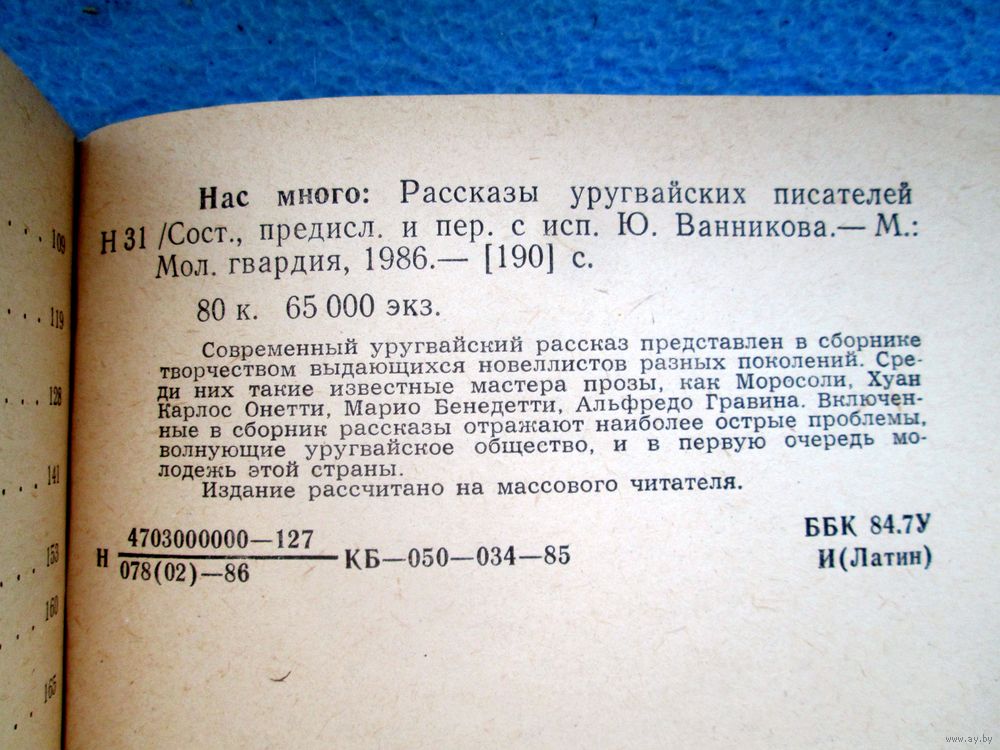 109
119
128
141
153
160
165
Нас много: Рассказы уругвайских писателей
Н 31 /Сост., предисл. и пер. с исп. Ю. Ванникова.— М.:
Мол. гвардия, 1986.— [190] с.
80 к. 65 000 экз.
Современный уругвайский рассказ представлен в сборнике
творчеством выдающихся новеллистов разных поколений. Сре-
ди них такие известные мастера прозы, как Моросоли, Хуан
Карлос Онетти, Марио Бенедетти, Альфредо Гравина. Включен-
ные в сборник рассказы отражают наиболее острые проблемы,
волнующие уругвайское общество, и в первую очередь мо-
лодежь этой страны.
Издание рассчитано на массового читателя.
Н 4703000000—127
078(02)—86 КБ—050—034—85
ББК 84.7У
И(Латин)
www.ay.by